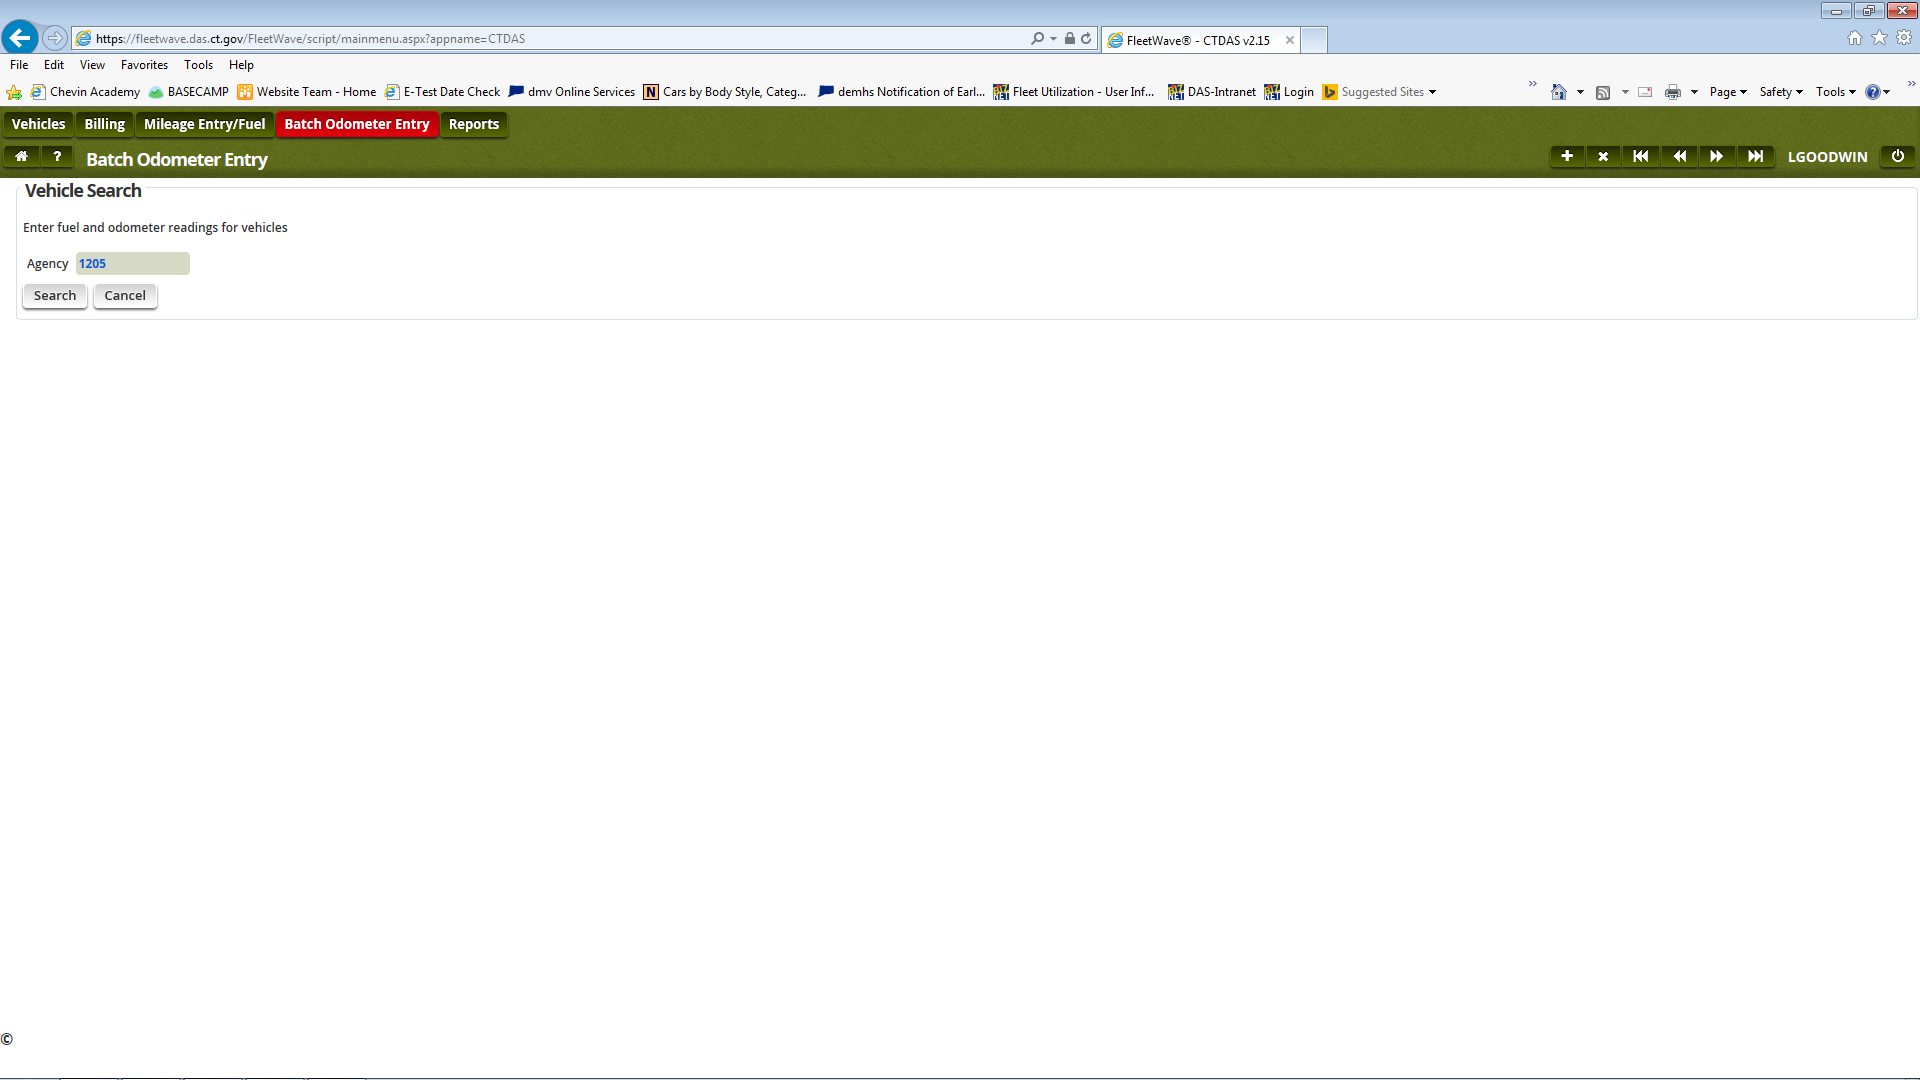 https://fleetwave.das.ct.gov/FleetWave/script/mainmenu.aspx?appname=CTDAS
FleetWave® - CTDAS v2.15
File Edit View Favorites Tools Help
Chevin Academy BASECAMP Website Team - Home E-Test Date Check dmv Online Services N Cars by Body Style, Categ... demhs Notification of Earl... Fleet Utilization - User Inf... DAS-Intranet Login Suggested Sites » Page Safety Tools ? »
Vehicles Billing Mileage Entry/Fuel Batch Odometer Entry Reports
? Batch Odometer Entry LGOODWIN
Vehicle Search
Enter fuel and odometer readings for vehicles
Agency 1205
Search Cancel
©